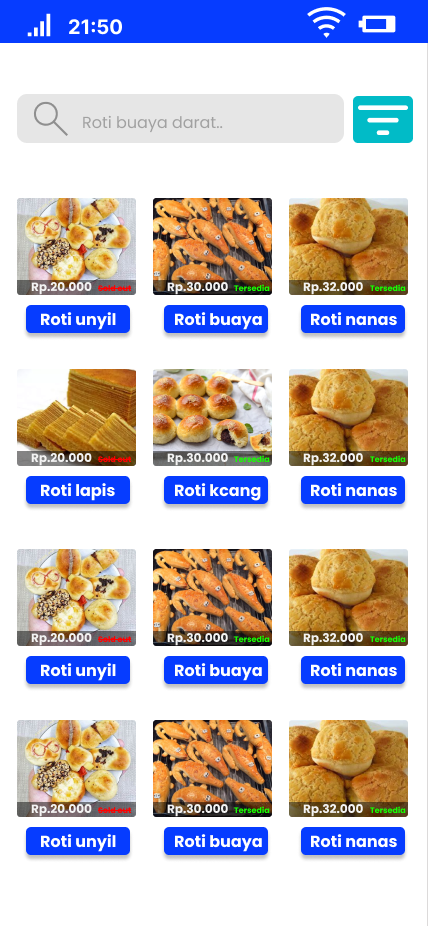 21:50
Roti buaya darat..
Rp.20.000 Sold out Rp.30.000 Tersedia Rp.32.000 Tersedia
Roti unyil Roti buaya Roti nanas
Rp.20.000 Sold out Rp.30.000 Tersedia Rp.32.000 Tersedia
Roti lapis Roti kcang Roti nanas
Rp.20.000 Sold out Rp.30.000 Tersedia Rp.32.000 Tersedia
Roti unyil Roti buaya Roti nanas
Rp.20.000 Sold out Rp.30.000 Tersedia Rp.32.000 Tersedia
Roti unyil Roti buaya Roti nanas